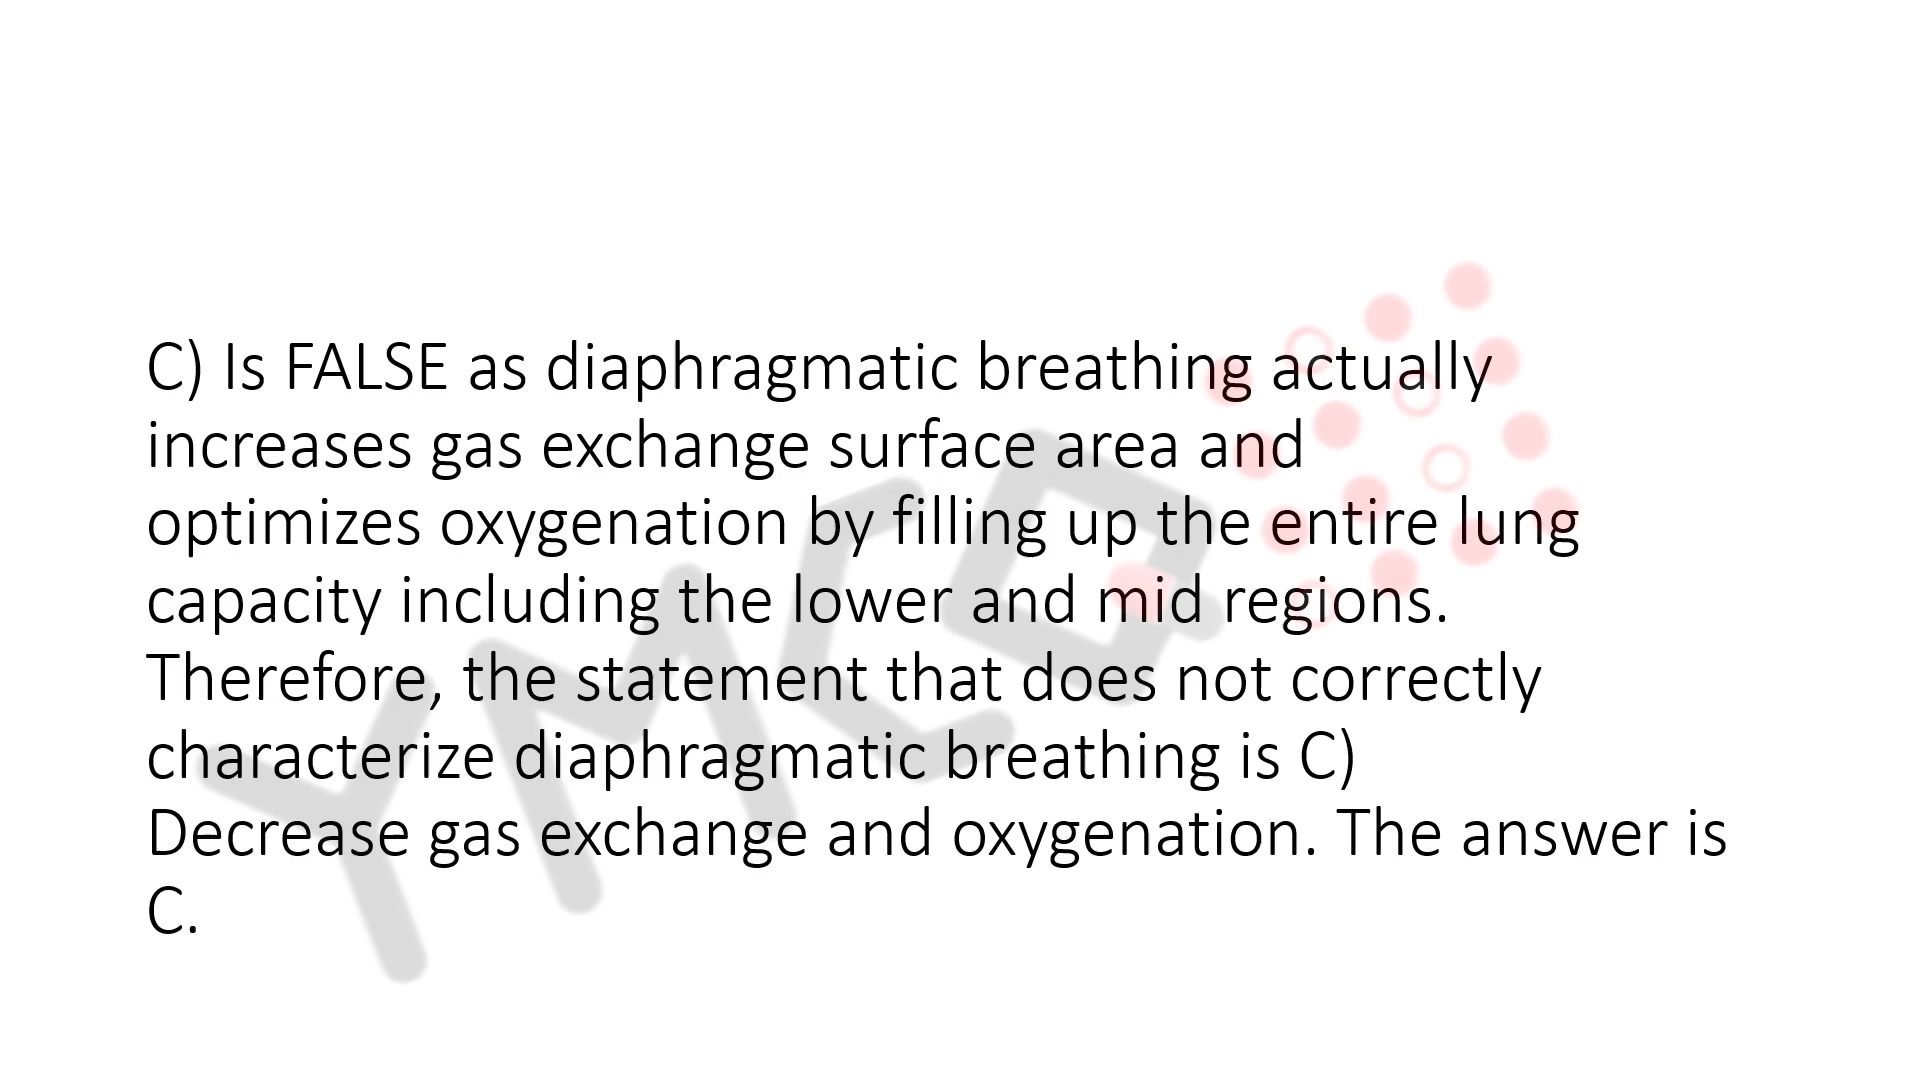 C) Is FALSE as diaphragmatic breathing actually
increases gas exchange surface area and
optimizes oxygenation by filling up the entire lung
capacity including the lower and mid regions.
Therefore, the statement that does not correctly
characterize diaphragmatic breathing is C)
Decrease gas exchange and oxygenation. The answer is
C.
YMCQ